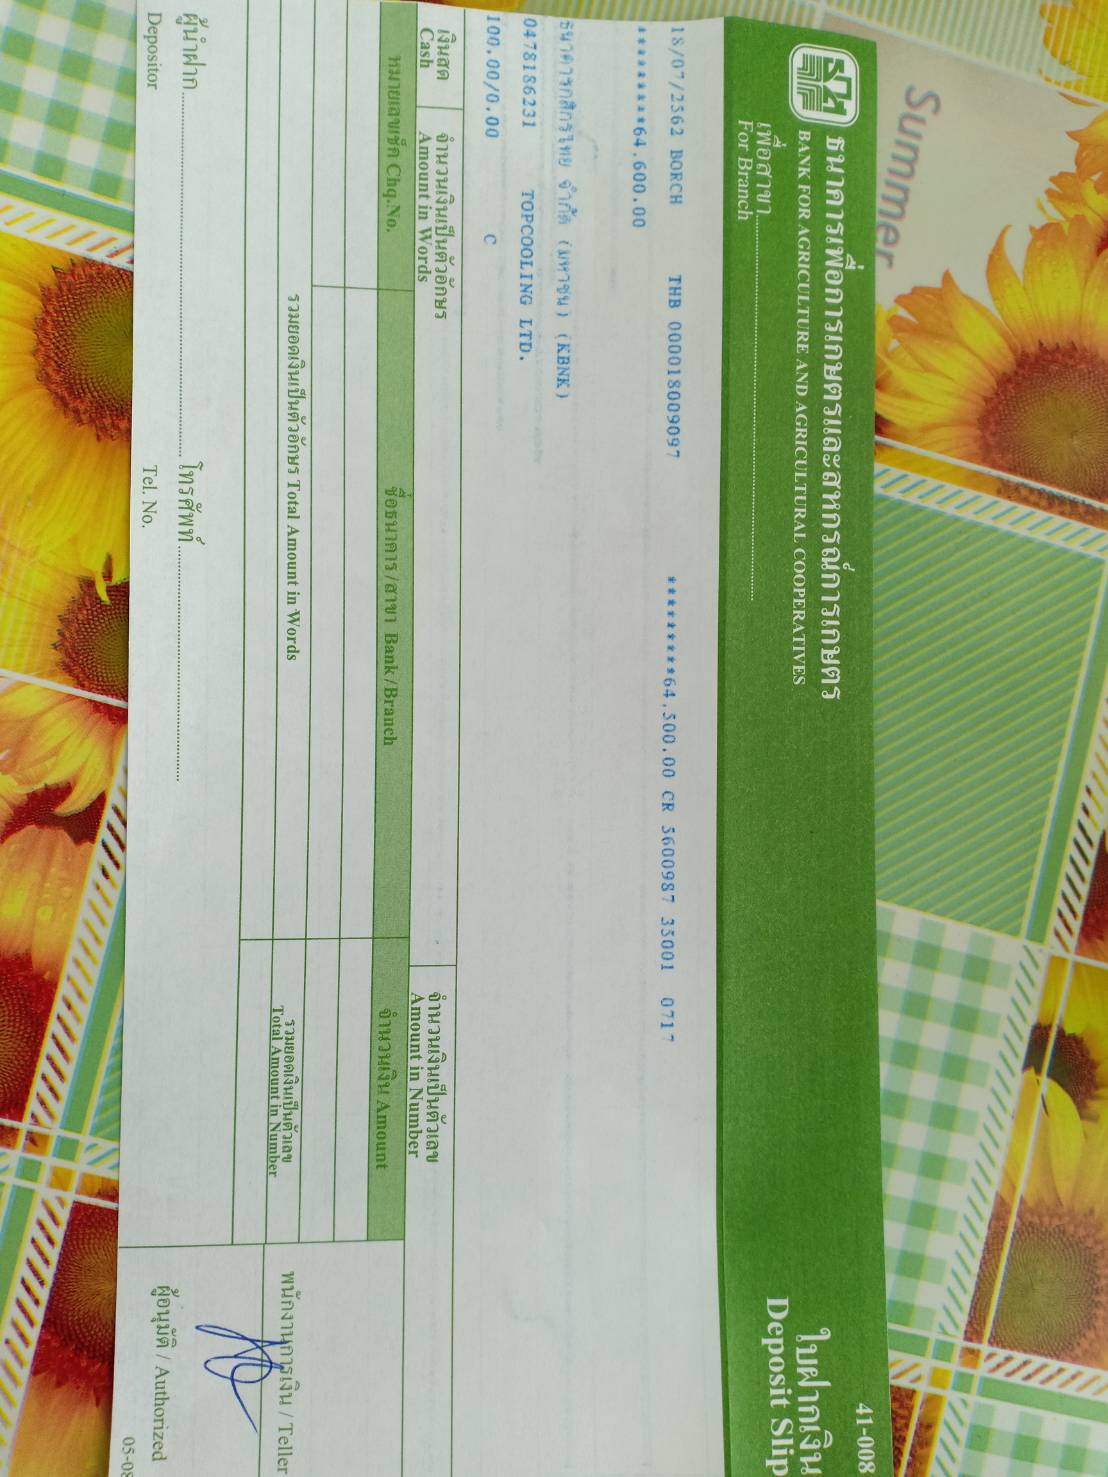 Summer
41-008
ธนาคารเพื่อการเกษตรและสหกรณ์การเกษตร
BANK FOR AGRICULTURE AND AGRICULTURAL COOPERATIVES
ใบฝากเงิน
Deposit Slip
เพื่อสาขา
For Branch
18/07/2562 BORCH THB 000018009097 **********64,500.00 CR 5600987 35001 0717
**********64,600.00
ธนาคารกสิกรไทย จำกัด (มหาชน) (KBNK)
0478186231 TOPCOOLING LTD.
100.00/0.00 C
เงินสด จำนวนเงินเป็นตัวอักษร จำนวนเงินเป็นตัวเลข
Cash Amount in Words Amount in Number
หมายเลขเช็ก Chq.No. ชื่อธนาคาร/สาขา Bank/Branch จำนวนเงิน Amount
รวมยอดเงินเป็นตัวอักษร Total Amount in Words รวมยอดเงินเป็นตัวเลข
Total Amount in Number
พนักงานการเงิน / Teller
ผู้นำฝาก โทรศัพท์
Depositor Tel. No.
ผู้อนุมัติ / Authorized